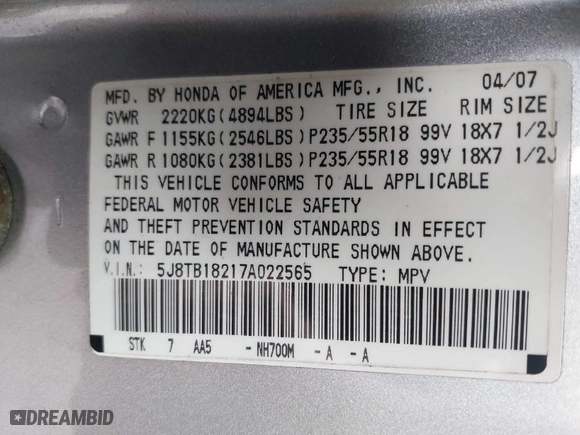 MFD. BY HONDA OF AMERICA MFG., INC. 04/07
GVWR 2220KG(4894LBS) TIRE SIZE RIM SIZE
GAWR F 1155KG(2546LBS)P235/55R18 99V 18X7 1/2J
GAWR R 1080KG(2381LBS)P235/55R18 99V 18X7 1/2J
THIS VEHICLE CONFORMS TO ALL APPLICABLE
FEDERAL MOTOR VEHICLE SAFETY
AND THEFT PREVENTION STANDARDS IN EFFECT
ON THE DATE OF MANUFACTURE SHOWN ABOVE.
V.I.N.: 5J8TB18217A022565 TYPE: MPV
STK 7 AA5 -NH700M -A -A
DREAMBID